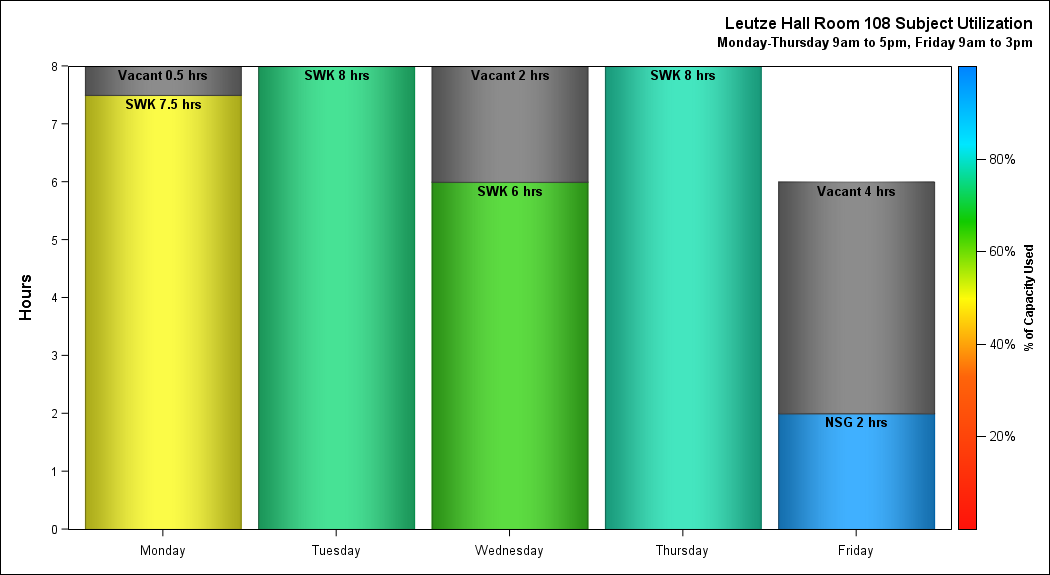 Leutze Hall Room 108 Subject Utilization
Monday-Thursday 9am to 5pm, Friday 9am to 3pm
Hours
8
7
6
5
4
3
2
1
0
Vacant 0.5 hrs
SWK 7.5 hrs
SWK 8 hrs
Vacant 2 hrs
SWK 6 hrs
SWK 8 hrs
Vacant 4 hrs
NSG 2 hrs
Monday
Tuesday
Wednesday
Thursday
Friday
80%
60%
40%
20%
% of Capacity Used